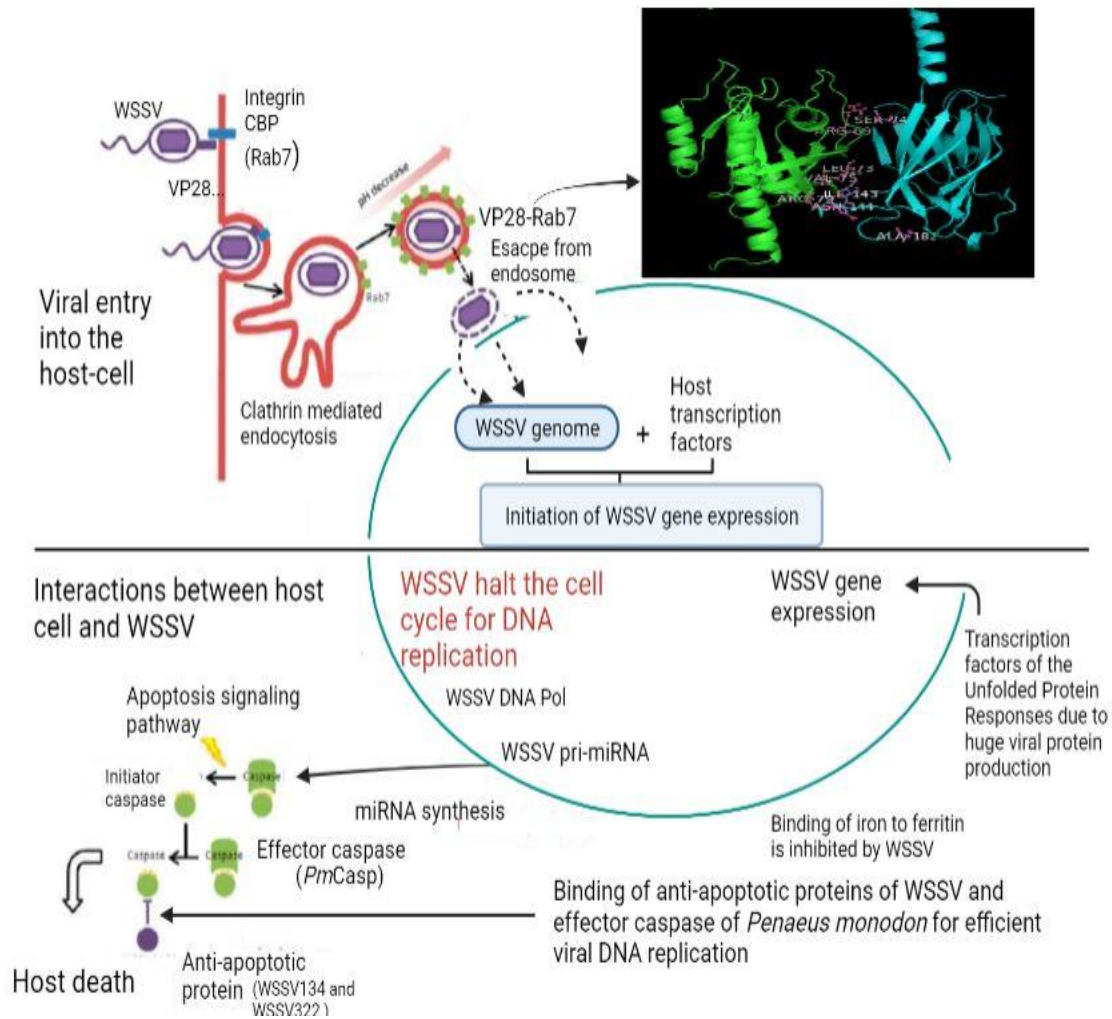 WSSV
Integrin
CBP
(Rab7)
VP28...
pH decrease
VP28-Rab7
Esacpe from
endosome
Rab7
SER
ARG 69
LEU 73
ILE 143
ASN 144
ALA 182
Viral entry
into the
host-cell
Clathrin mediated
endocytosis
WSSV genome
+
Host
transcription
factors
Initiation of WSSV gene expression
Interactions between host
cell and WSSV
WSSV halt the cell
cycle for DNA
replication
WSSV gene
expression
WSSV DNA Pol
Transcription
factors of the
Unfolded Protein
Responses due to
huge viral protein
production
Apoptosis signaling
pathway
WSSV pri-miRNA
Initiator
caspase
Caspase
miRNA synthesis
Binding of iron to ferritin
is inhibited by WSSV
Caspase
Caspase
Effector caspase
(PmCasp)
Binding of anti-apoptotic proteins of WSSV and
effector caspase of Penaeus monodon for efficient
viral DNA replication
Host death
Anti-apoptotic
protein (WSSV134 and
WSSV322 )